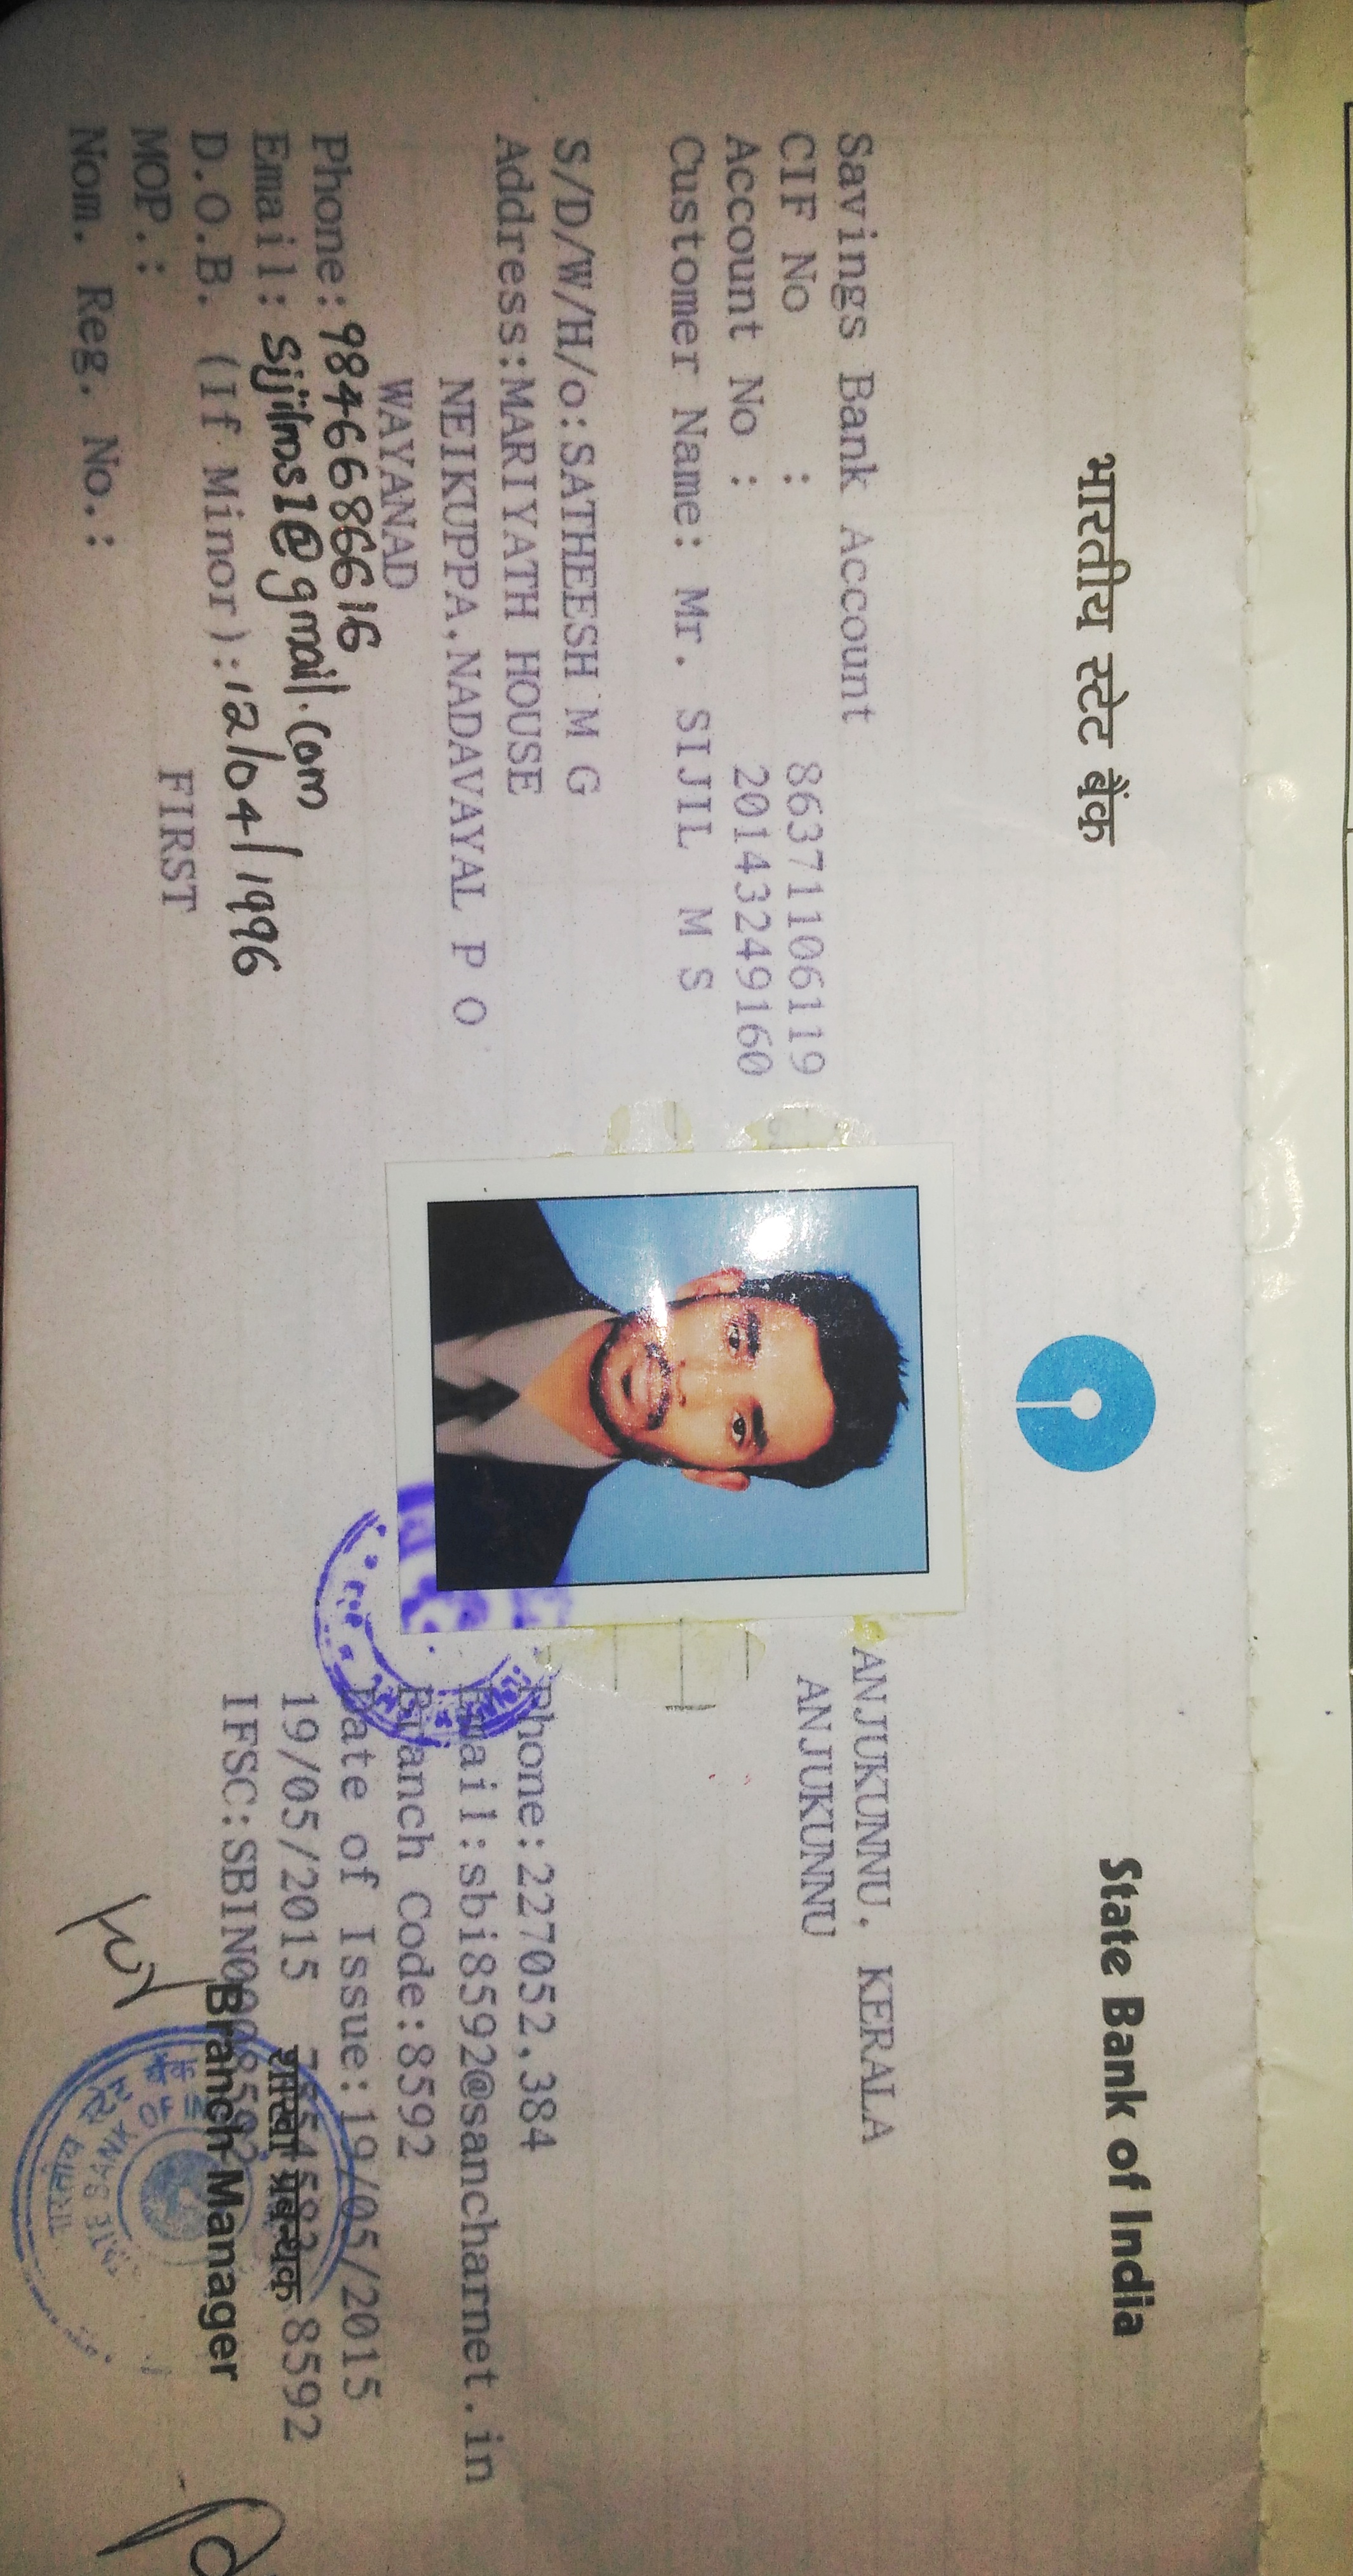 भारतीय स्टेट बैंक
State Bank of India
Savings Bank Account
CIF No : 86371106119
Account No : 20143249160
Customer Name: Mr. SIJIL M S
S/D/W/H/o:SATHEESH M G
Address:MARIYATH HOUSE
NEIKUPPA,NADAVAYAL P O
WAYANAD
Phone:9846686616
Email: sijilms1@gmail.com
D.O.B. (If Minor):12/04/1996
MOP.: FIRST
Nom. Reg. No.:
ANJUKUNNU, KERALA
ANJUKUNNU
Phone:227052,384
Email:sbi8592@sancharnet.in
Branch Code:8592
Date of Issue:19/05/2015
19/05/2015 8592
IFSC:SBIN0008592
शाखा प्रबन्धक
Branch Manager
भारतीय स्टेट बैंक
STATE BANK OF IN